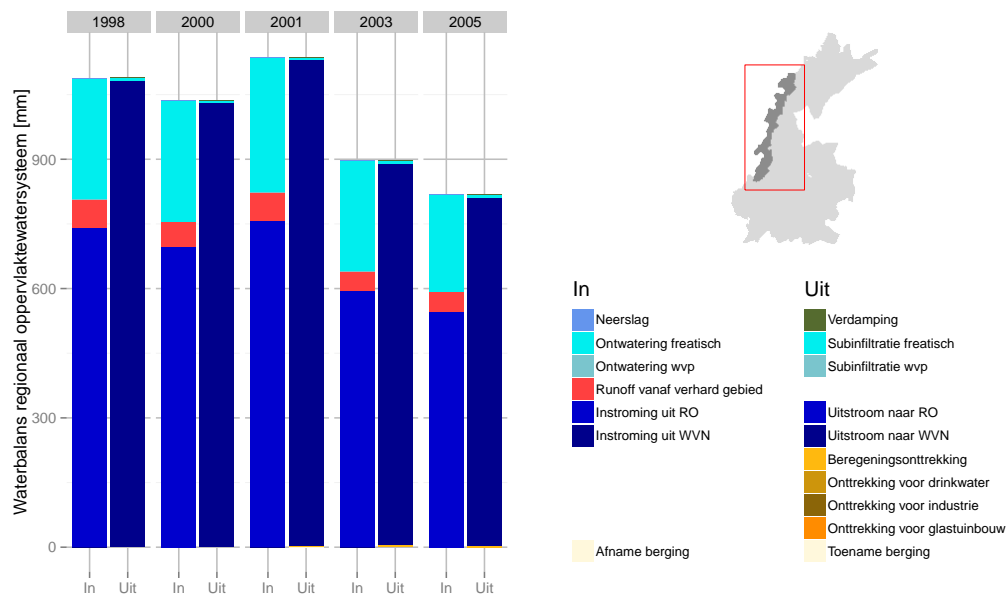 1998 2000 2001 2003 2005
Waterbalans regionaal oppervlaktewatersysteem [mm]
900
600
300
0
In Uit In Uit In Uit In Uit In Uit
In
Neerslag
Ontwatering freatisch
Ontwatering wvp
Runoff vanaf verhard gebied
Instroming uit RO
Instroming uit WVN
Afname berging
Uit
Verdamping
Subinfiltratie freatisch
Subinfiltratie wvp
Uitstroom naar RO
Uitstroom naar WVN
Beregeningsonttrekking
Onttrekking voor drinkwater
Onttrekking voor industrie
Onttrekking voor glastuinbouw
Toename berging